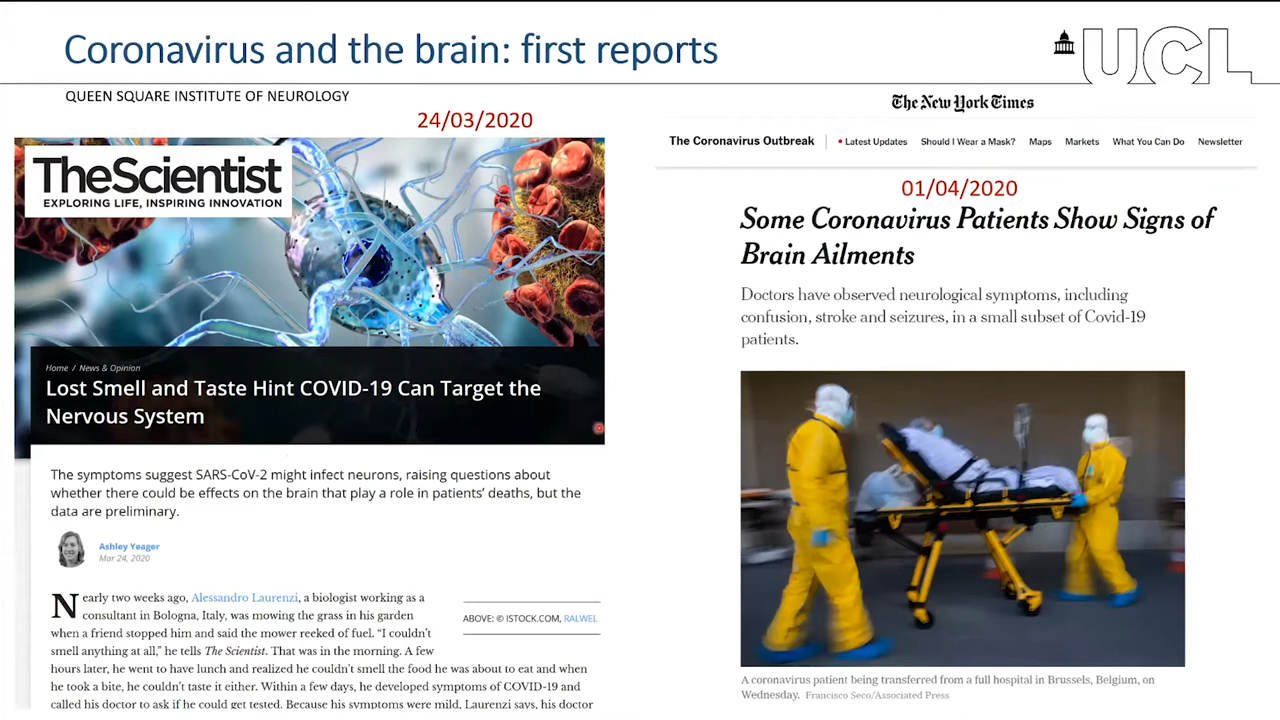 Coronavirus and the brain: first reports
UCL
QUEEN SQUARE INSTITUTE OF NEUROLOGY
24/03/2020
TheScientist
EXPLORING LIFE, INSPIRING INNOVATION
Home / News & Opinion
Lost Smell and Taste Hint COVID-19 Can Target the
Nervous System
The symptoms suggest SARS-CoV-2 might infect neurons, raising questions about
whether there could be effects on the brain that play a role in patients' deaths, but the
data are preliminary.
Ashley Yeager
Mar 24, 2020
Nearly two weeks ago, Alessandro Laurenzi, a biologist working as a
consultant in Bologna, Italy, was mowing the grass in his garden
when a friend stopped him and said the mower reeked of fuel. "I couldn't
smell anything at all," he tells The Scientist. That was in the morning. A few
hours later, he went to have lunch and realized he couldn't smell the food he was about to eat and when
he took a bite, he couldn't taste it either. Within a few days, he developed symptoms of COVID-19 and
called his doctor to ask if he could get tested. Because his symptoms were mild, Laurenzi says, his doctor
ABOVE: © ISTOCK.COM, RALWEL
The New York Times
The Coronavirus Outbreak | • Latest Updates Should I Wear a Mask? Maps Markets What You Can Do Newsletter
01/04/2020
Some Coronavirus Patients Show Signs of
Brain Ailments
Doctors have observed neurological symptoms, including
confusion, stroke and seizures, in a small subset of Covid-19
patients.
A coronavirus patient being transferred from a full hospital in Brussels, Belgium, on
Wednesday. Francisco Seco/Associated Press